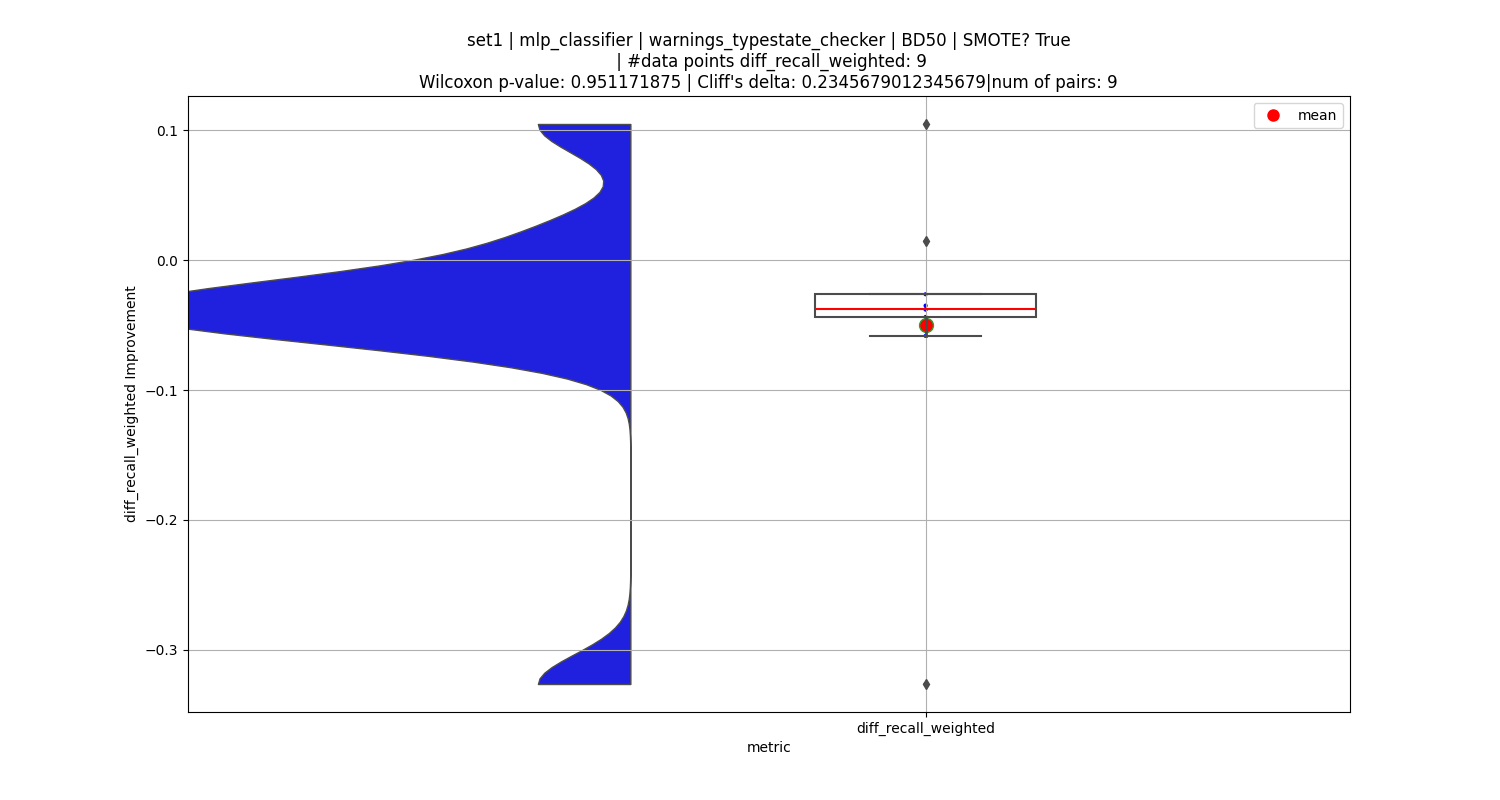 set1 | mlp_classifier | warnings_typestate_checker | BD50 | SMOTE? True
| #data points diff_recall_weighted: 9
Wilcoxon p-value: 0.951171875 | Cliff's delta: 0.2345679012345679|num of pairs: 9
mean
0.1
0.0
−0.1
−0.2
−0.3
diff_recall_weighted Improvement
diff_recall_weighted
metric